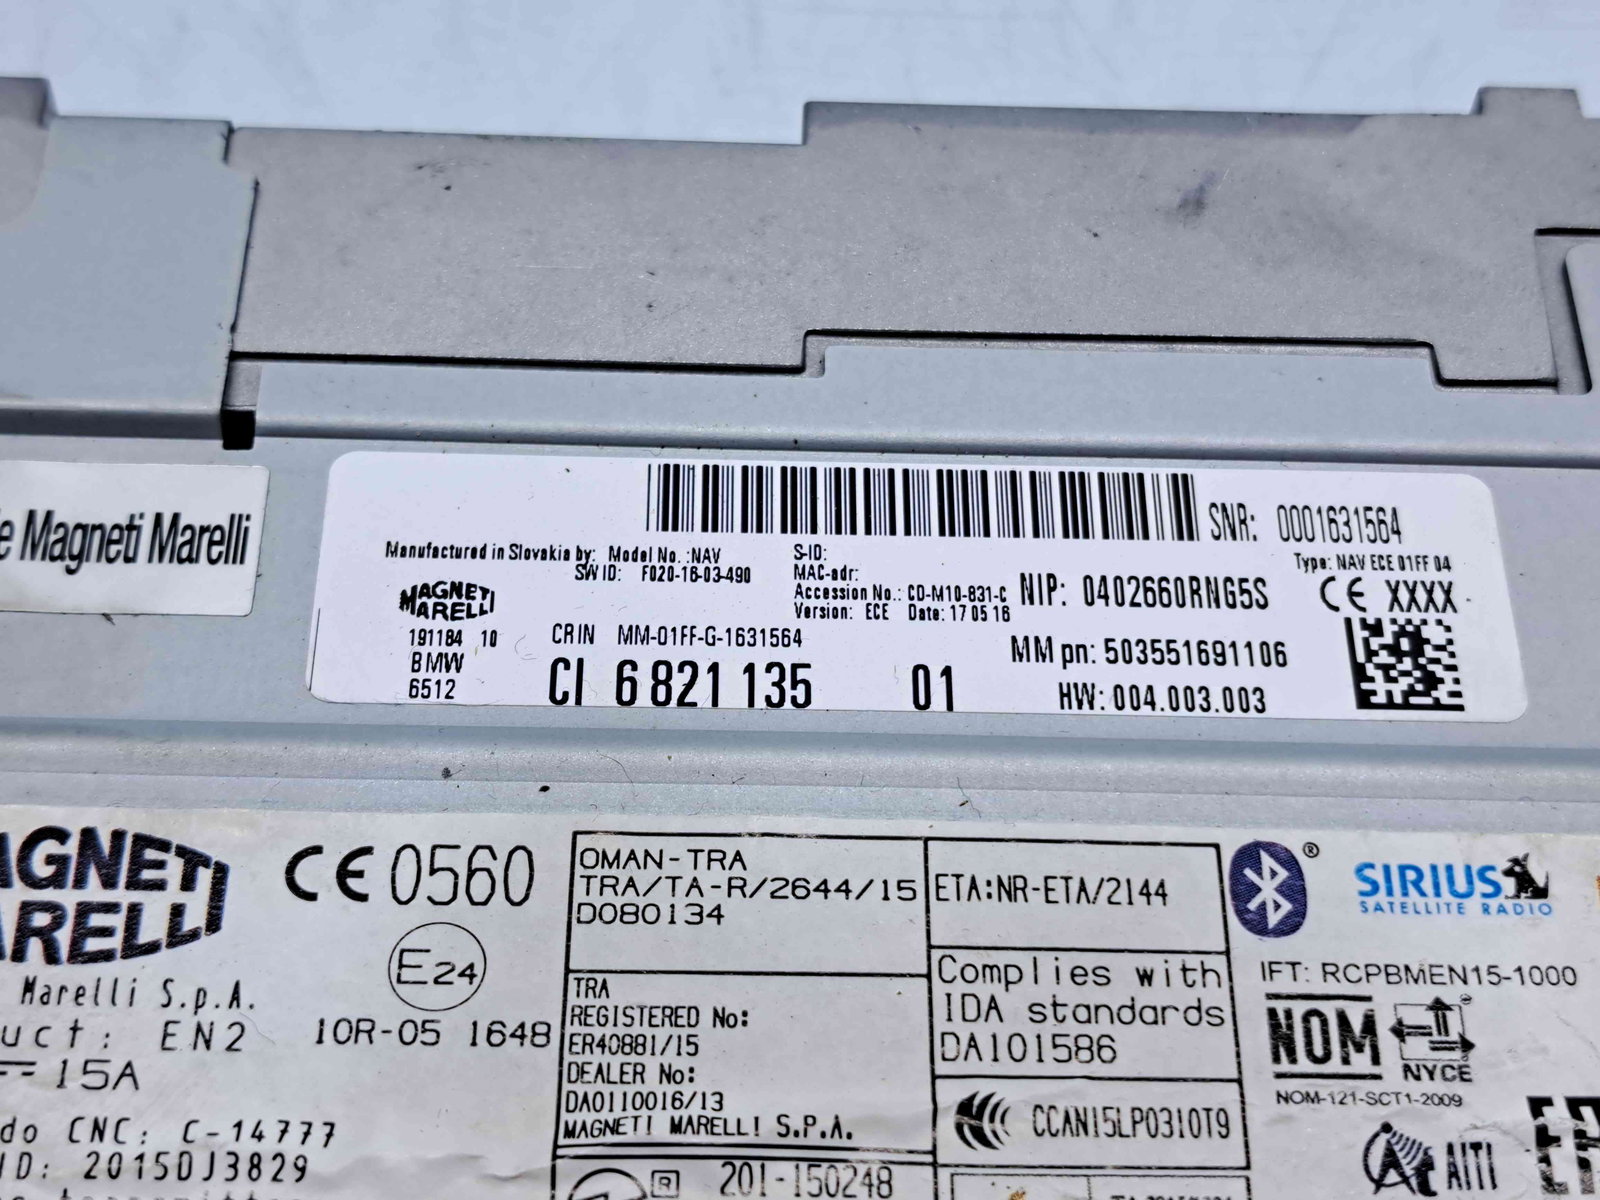 e Magneti Marelli
SNR: 0001631564
Manufactured in Slovakia by: Model No.:NAV
SW ID: F020-16-03-490
S-ID:
MAC-adr:
Accession No.: CD-M10-831-C
Version: ECE Date: 17 05 16
NIP: 0402660RNG5S
Type: NAV ECE 01FF 04
CE XXXX
MAGNETI
MARELLI
191184 10
BMW
6512
CRIN MM-01FF-G-1631564
CI 6 821 135 01
MM pn: 503551691106
HW: 004.003.003
AGNETI
ARELLI
Marelli S.p.A.
uct: EN2
15A
do CNC: C-14777
ID: 2015DJ3829
CE 0560
E24
10R-05 1648
OMAN-TRA
TRA/TA-R/2644/15
D080134
TRA
REGISTERED No:
ER40881/15
DEALER No:
DA0110016/13
MAGNETI MARELLI S.P.A.
R 201-150248
ETA:NR-ETA/2144
Complies with
IDA standards
DA101586
CCAN15LP0310T9
®
SIRIUS
SATELLITE RADIO
IFT: RCPBMEN15-1000
NOM
NYCE
NOM-121-SCT1-2009
AITI